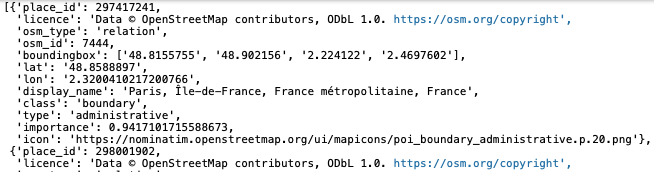 [{'place_id': 297417241,
'licence': 'Data © OpenStreetMap contributors, ODbL 1.0. https://osm.org/copyright',
'osm_type': 'relation',
'osm_id': 7444,
'boundingbox': ['48.8155755', '48.902156', '2.224122', '2.4697602'],
'lat': '48.8588897',
'lon': '2.3200410217200766',
'display_name': 'Paris, Île-de-France, France métropolitaine, France',
'class': 'boundary',
'type': 'administrative',
'importance': 0.9417101715588673,
'icon': 'https://nominatim.openstreetmap.org/ui/mapicons/poi_boundary_administrative.p.20.png'},
{'place_id': 298001902,
'licence': 'Data © OpenStreetMap contributors, ODbL 1.0. https://osm.org/copyright',